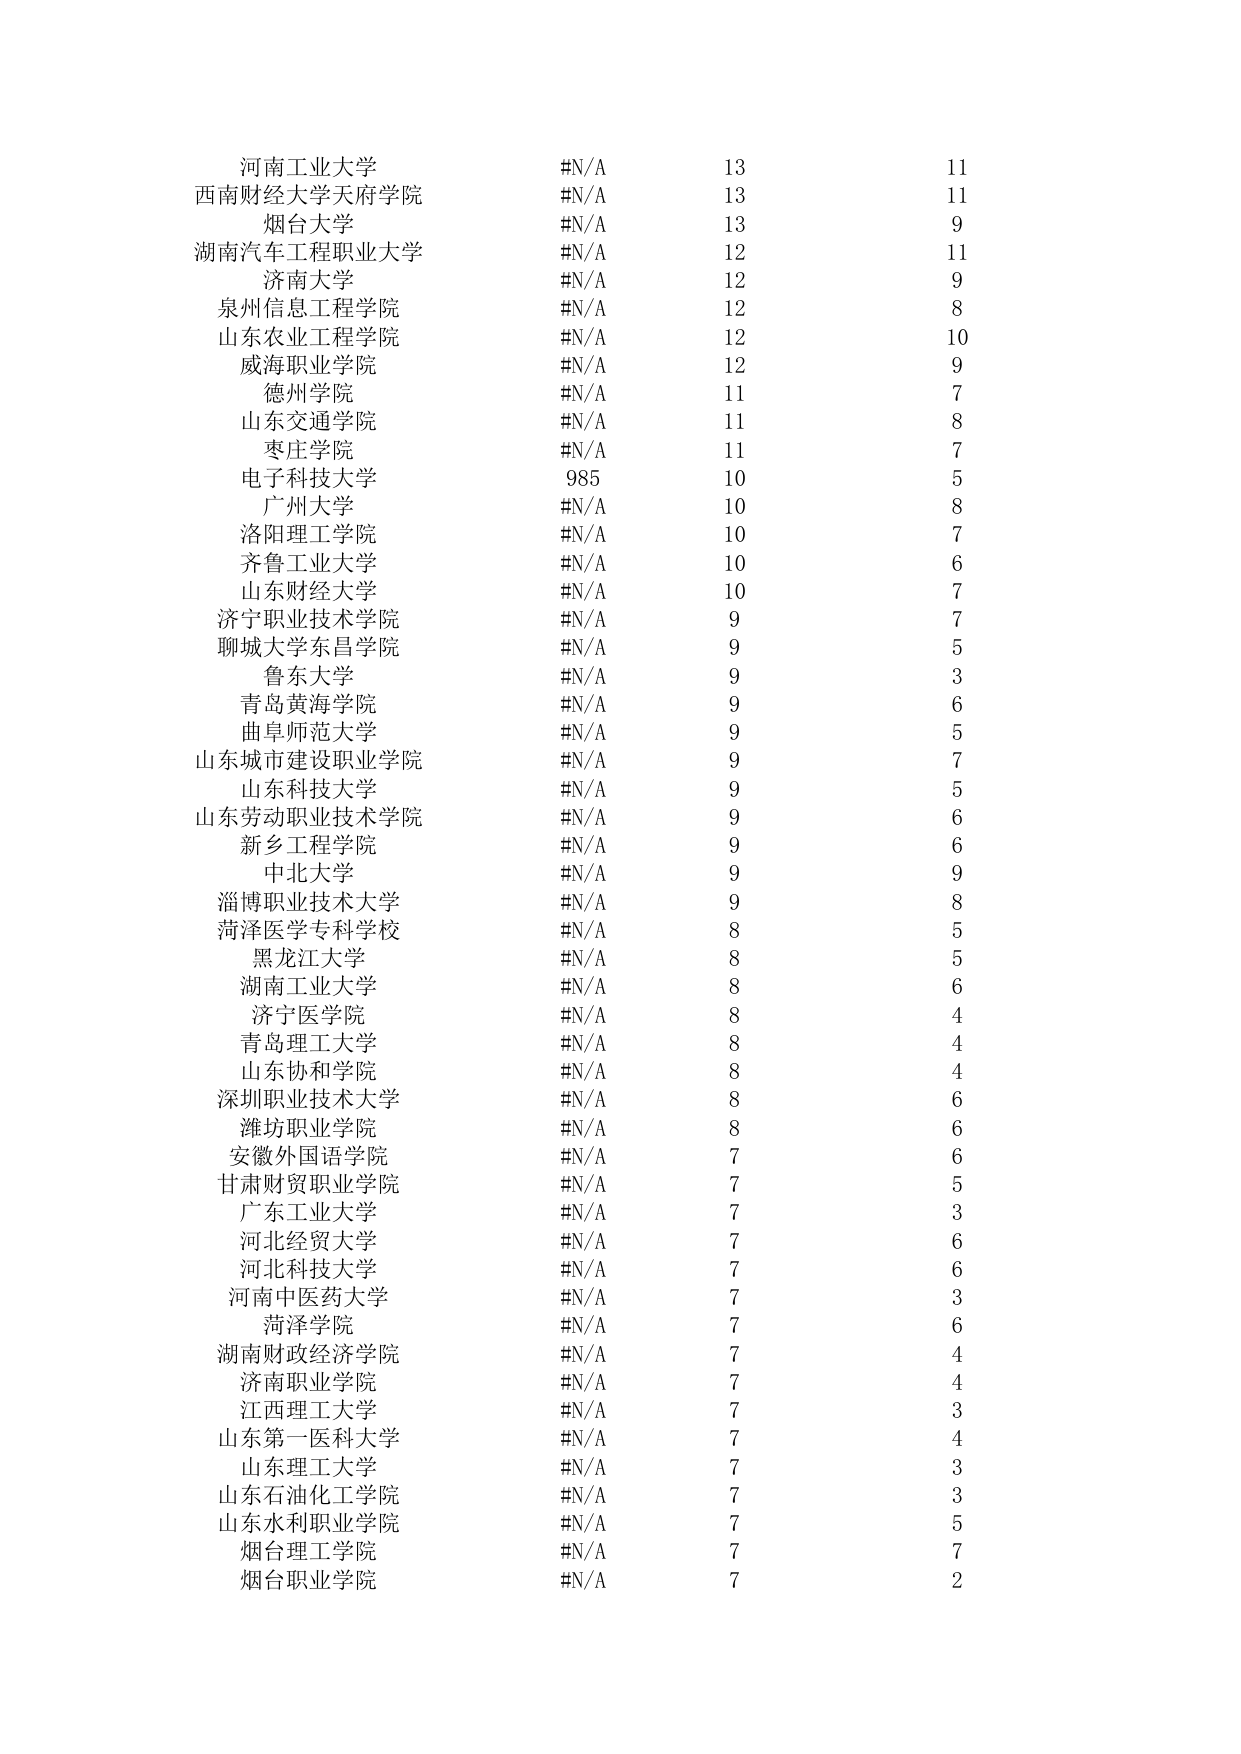 河南工业大学 #N/A 13 11
西南财经大学天府学院 #N/A 13 11
烟台大学 #N/A 13 9
湖南汽车工程职业大学 #N/A 12 11
济南大学 #N/A 12 9
泉州信息工程学院 #N/A 12 8
山东农业工程学院 #N/A 12 10
威海职业学院 #N/A 12 9
德州学院 #N/A 11 7
山东交通学院 #N/A 11 8
枣庄学院 #N/A 11 7
电子科技大学 985 10 5
广州大学 #N/A 10 8
洛阳理工学院 #N/A 10 7
齐鲁工业大学 #N/A 10 6
山东财经大学 #N/A 10 7
济宁职业技术学院 #N/A 9 7
聊城大学东昌学院 #N/A 9 5
鲁东大学 #N/A 9 3
青岛黄海学院 #N/A 9 6
曲阜师范大学 #N/A 9 5
山东城市建设职业学院 #N/A 9 7
山东科技大学 #N/A 9 5
山东劳动职业技术学院 #N/A 9 6
新乡工程学院 #N/A 9 6
中北大学 #N/A 9 9
淄博职业技术大学 #N/A 9 8
菏泽医学专科学校 #N/A 8 5
黑龙江大学 #N/A 8 5
湖南工业大学 #N/A 8 6
济宁医学院 #N/A 8 4
青岛理工大学 #N/A 8 4
山东协和学院 #N/A 8 4
深圳职业技术大学 #N/A 8 6
潍坊职业学院 #N/A 8 6
安徽外国语学院 #N/A 7 6
甘肃财贸职业学院 #N/A 7 5
广东工业大学 #N/A 7 3
河北经贸大学 #N/A 7 6
河北科技大学 #N/A 7 6
河南中医药大学 #N/A 7 3
菏泽学院 #N/A 7 6
湖南财政经济学院 #N/A 7 4
济南职业学院 #N/A 7 4
江西理工大学 #N/A 7 3
山东第一医科大学 #N/A 7 4
山东理工大学 #N/A 7 3
山东石油化工学院 #N/A 7 3
山东水利职业学院 #N/A 7 5
烟台理工学院 #N/A 7 7
烟台职业学院 #N/A 7 2